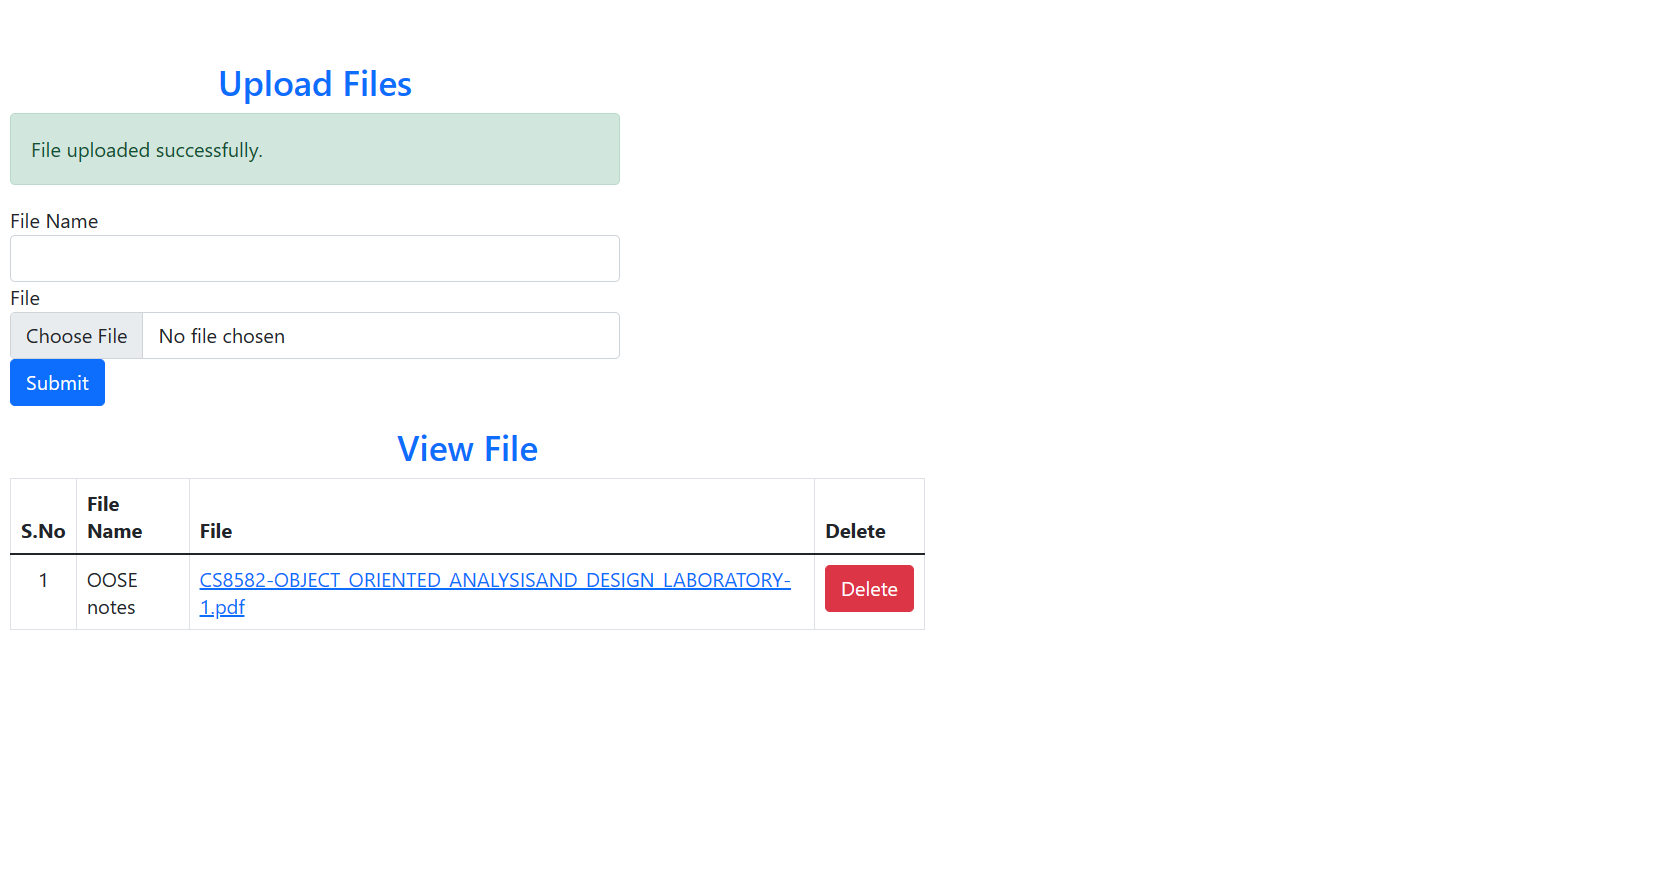 Upload Files
File uploaded successfully.
File Name
File
Choose File No file chosen
Submit
View File
S.No File Name File Delete
1 OOSE notes CS8582-OBJECT_ORIENTED_ANALYSISAND_DESIGN_LABORATORY-1.pdf Delete